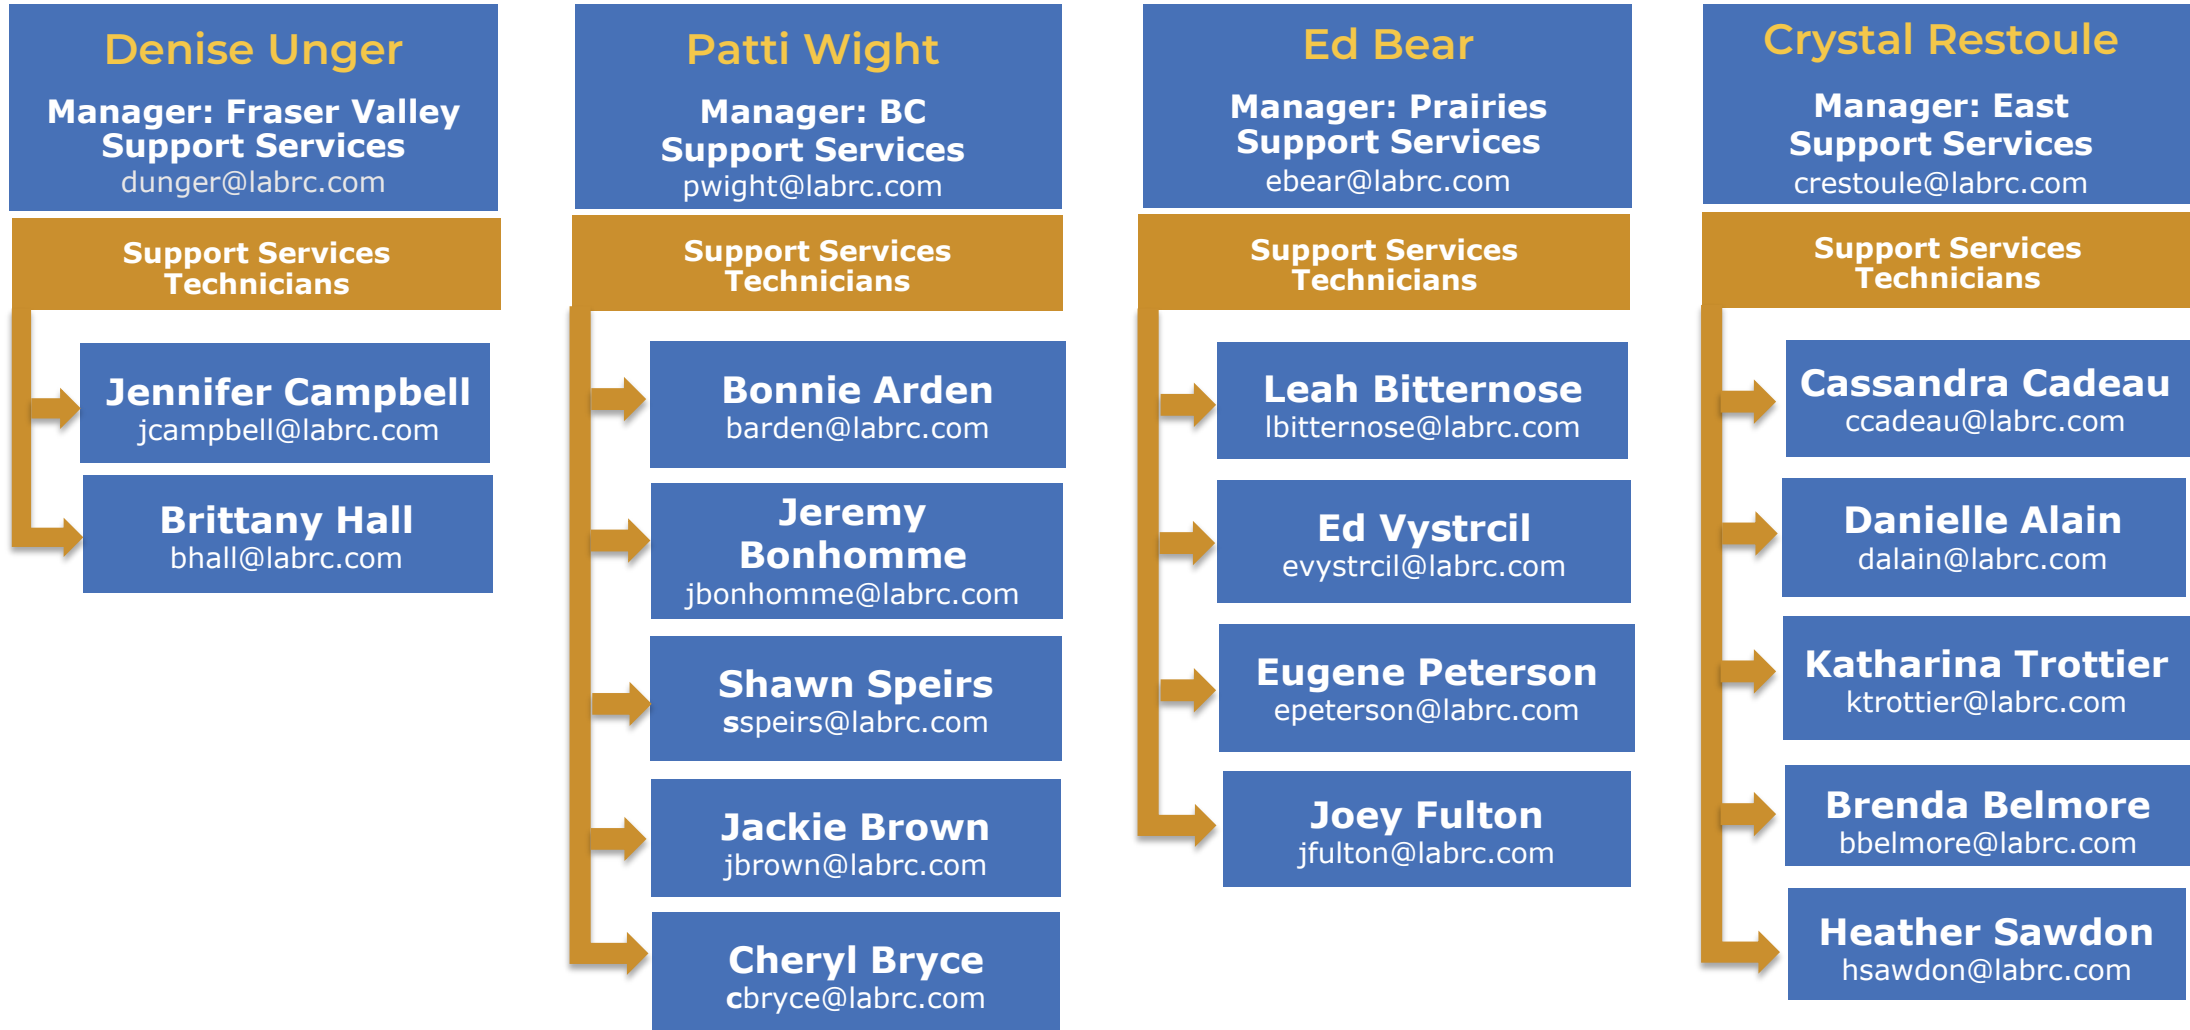 Denise Unger
Manager: Fraser Valley
Support Services
dunger@labrc.com
Support Services
Technicians
Jennifer Campbell
jcampbell@labrc.com
Brittany Hall
bhall@labrc.com
Patti Wight
Manager: BC
Support Services
pwight@labrc.com
Support Services
Technicians
Bonnie Arden
barden@labrc.com
Jeremy
Bonhomme
jbonhomme@labrc.com
Shawn Speirs
sspeirs@labrc.com
Jackie Brown
jbrown@labrc.com
Cheryl Bryce
cbryce@labrc.com
Ed Bear
Manager: Prairies
Support Services
ebear@labrc.com
Support Services
Technicians
Leah Bitternose
lbitternose@labrc.com
Ed Vystrcil
evystrcil@labrc.com
Eugene Peterson
epeterson@labrc.com
Joey Fulton
jfulton@labrc.com
Crystal Restoule
Manager: East
Support Services
crestoule@labrc.com
Support Services
Technicians
Cassandra Cadeau
ccadeau@labrc.com
Danielle Alain
dalain@labrc.com
Katharina Trottier
ktrottier@labrc.com
Brenda Belmore
bbelmore@labrc.com
Heather Sawdon
hsawdon@labrc.com